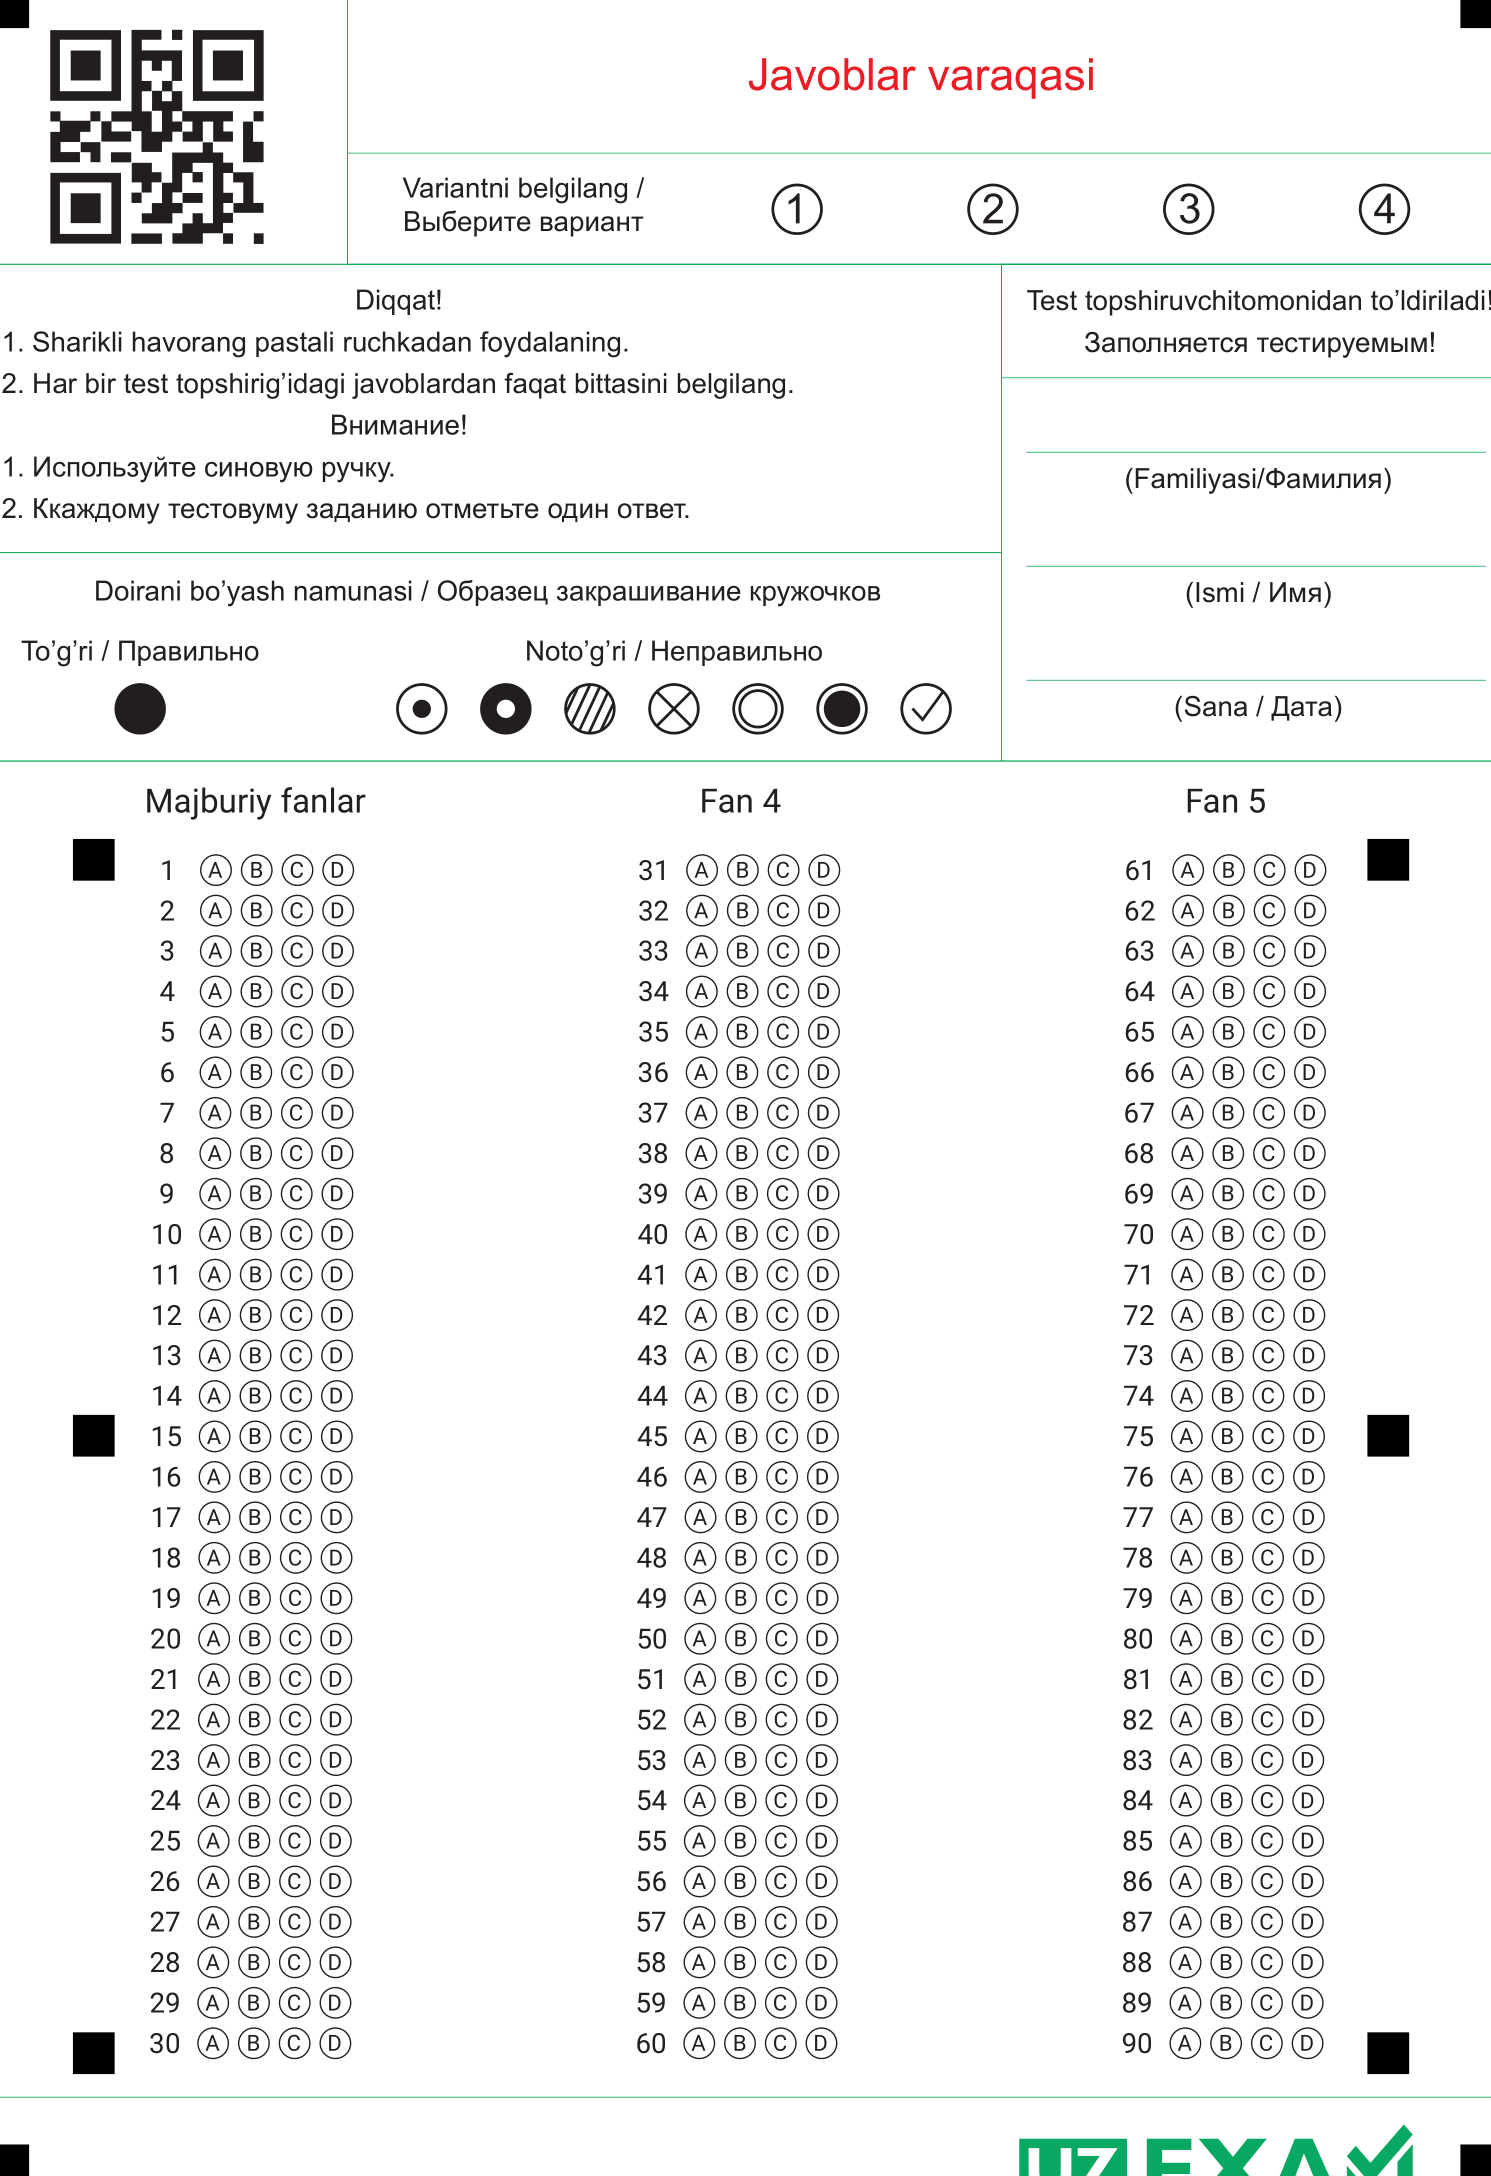 Javoblar varaqasi
Variantni belgilang /
Выберите вариант
1 2 3 4
Diqqat!
1. Sharikli havorang pastali ruchkadan foydalaning.
2. Har bir test topshirig’idagi javoblardan faqat bittasini belgilang.
Внимание!
1. Используйте синовую ручку.
2. Ккаждому тестовуму заданию отметьте один ответ.
Test topshiruvchitomonidan to’ldiriladi!
Заполняется тестируемым!
(Familiyasi/Фамилия)
(Ismi / Имя)
(Sana / Дата)
Doirani bo’yash namunasi / Образец закрашивание кружочков
To’g’ri / Правильно Noto’g’ri / Неправильно
Majburiy fanlar Fan 4 Fan 5
1 A B C D 31 A B C D 61 A B C D
2 A B C D 32 A B C D 62 A B C D
3 A B C D 33 A B C D 63 A B C D
4 A B C D 34 A B C D 64 A B C D
5 A B C D 35 A B C D 65 A B C D
6 A B C D 36 A B C D 66 A B C D
7 A B C D 37 A B C D 67 A B C D
8 A B C D 38 A B C D 68 A B C D
9 A B C D 39 A B C D 69 A B C D
10 A B C D 40 A B C D 70 A B C D
11 A B C D 41 A B C D 71 A B C D
12 A B C D 42 A B C D 72 A B C D
13 A B C D 43 A B C D 73 A B C D
14 A B C D 44 A B C D 74 A B C D
15 A B C D 45 A B C D 75 A B C D
16 A B C D 46 A B C D 76 A B C D
17 A B C D 47 A B C D 77 A B C D
18 A B C D 48 A B C D 78 A B C D
19 A B C D 49 A B C D 79 A B C D
20 A B C D 50 A B C D 80 A B C D
21 A B C D 51 A B C D 81 A B C D
22 A B C D 52 A B C D 82 A B C D
23 A B C D 53 A B C D 83 A B C D
24 A B C D 54 A B C D 84 A B C D
25 A B C D 55 A B C D 85 A B C D
26 A B C D 56 A B C D 86 A B C D
27 A B C D 57 A B C D 87 A B C D
28 A B C D 58 A B C D 88 A B C D
29 A B C D 59 A B C D 89 A B C D
30 A B C D 60 A B C D 90 A B C D
UZ EXAM